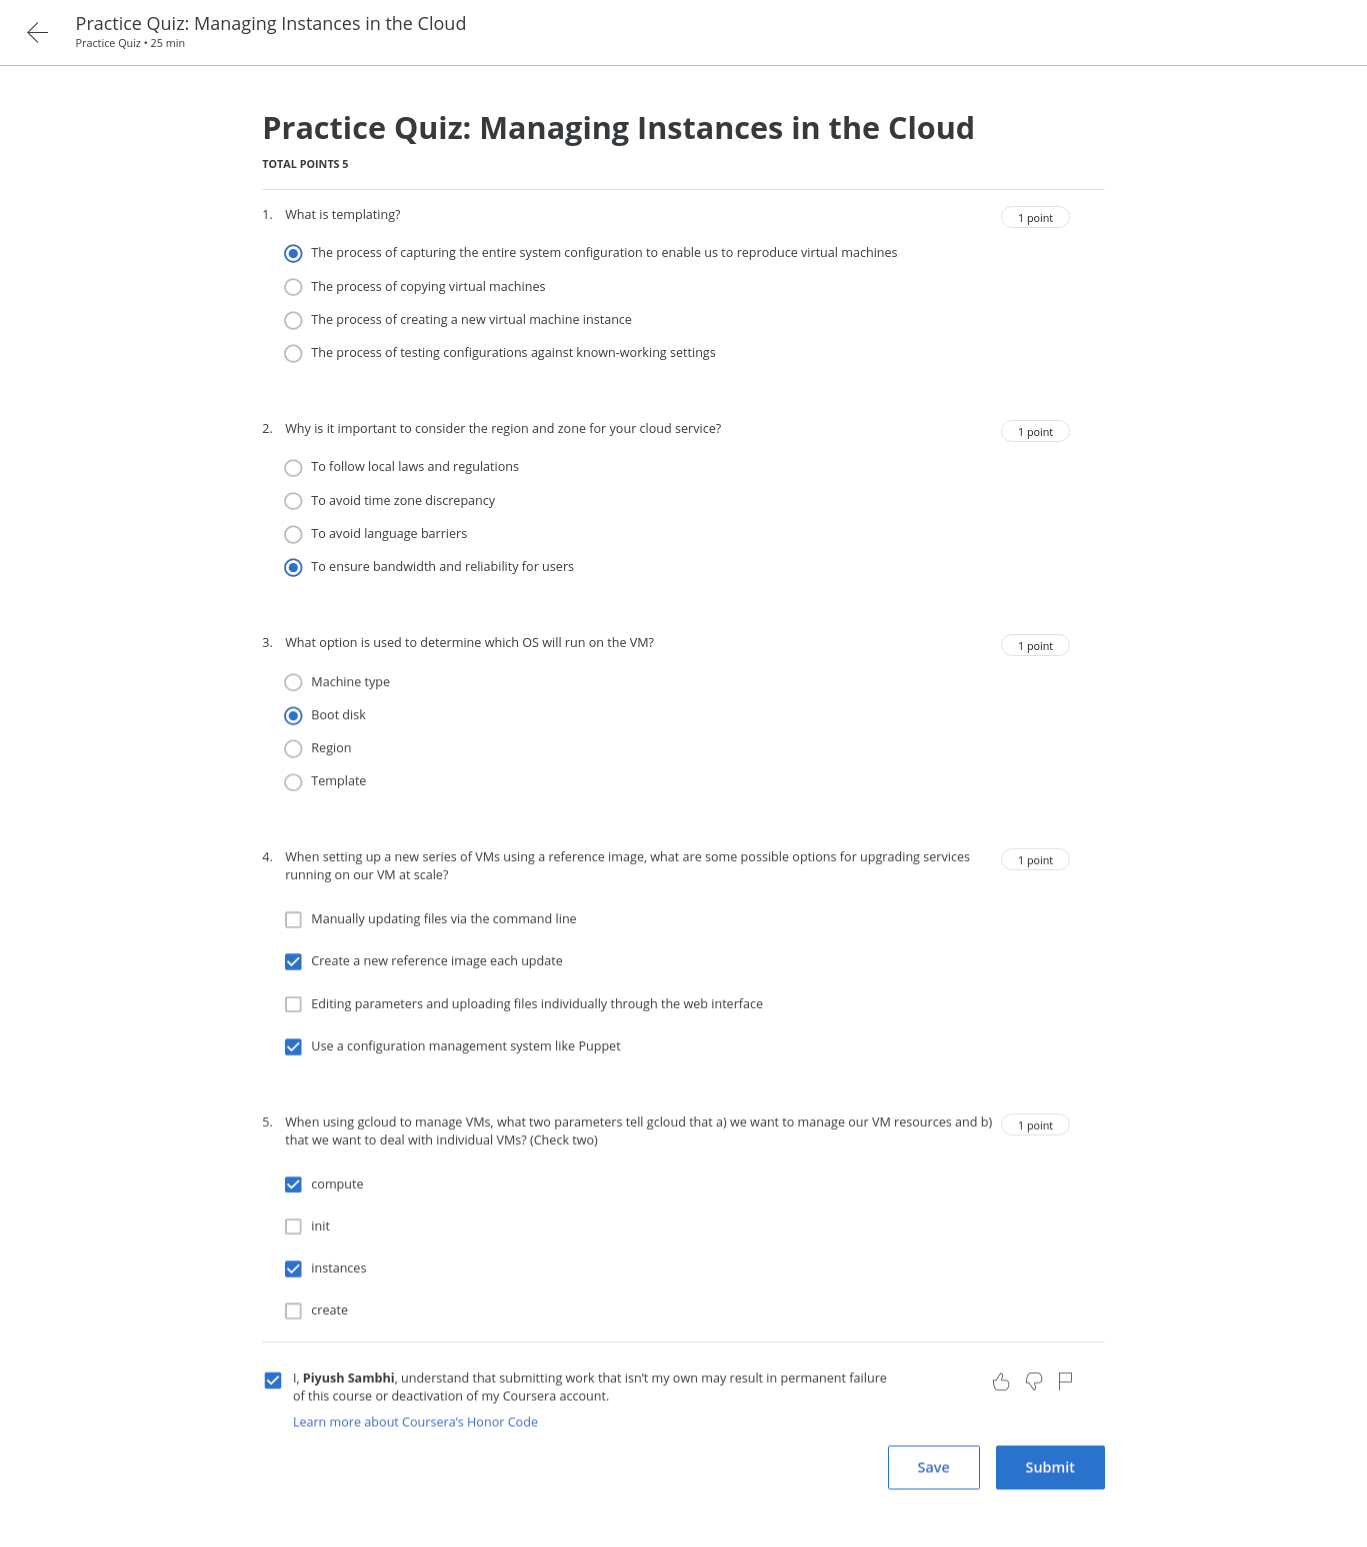 Practice Quiz: Managing Instances in the Cloud
Practice Quiz • 25 min
Practice Quiz: Managing Instances in the Cloud
TOTAL POINTS 5
1. What is templating?
1 point
The process of capturing the entire system configuration to enable us to reproduce virtual machines
The process of copying virtual machines
The process of creating a new virtual machine instance
The process of testing configurations against known-working settings
2. Why is it important to consider the region and zone for your cloud service?
1 point
To follow local laws and regulations
To avoid time zone discrepancy
To avoid language barriers
To ensure bandwidth and reliability for users
3. What option is used to determine which OS will run on the VM?
1 point
Machine type
Boot disk
Region
Template
4. When setting up a new series of VMs using a reference image, what are some possible options for upgrading services
running on our VM at scale?
1 point
Manually updating files via the command line
Create a new reference image each update
Editing parameters and uploading files individually through the web interface
Use a configuration management system like Puppet
5. When using gcloud to manage VMs, what two parameters tell gcloud that a) we want to manage our VM resources and b)
that we want to deal with individual VMs? (Check two)
1 point
compute
init
instances
create
I, Piyush Sambhi, understand that submitting work that isn't my own may result in permanent failure
of this course or deactivation of my Coursera account.
Learn more about Coursera's Honor Code
Save
Submit